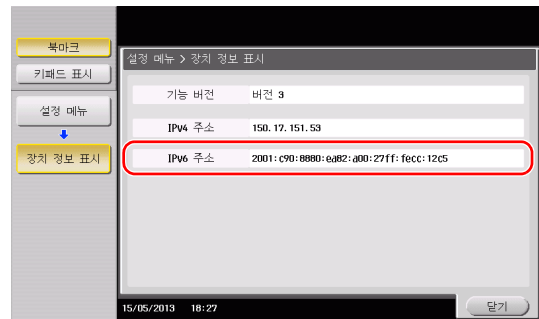 북마크
키패드 표시
설정 메뉴
장치 정보 표시
설정 메뉴 > 장치 정보 표시
기능 버전 버전 3
IPv4 주소 150.17.151.53
IPv6 주소 2001:c90:8880:ea82:a00:27ff:fecc:12c5
15/05/2013 18:27
닫기